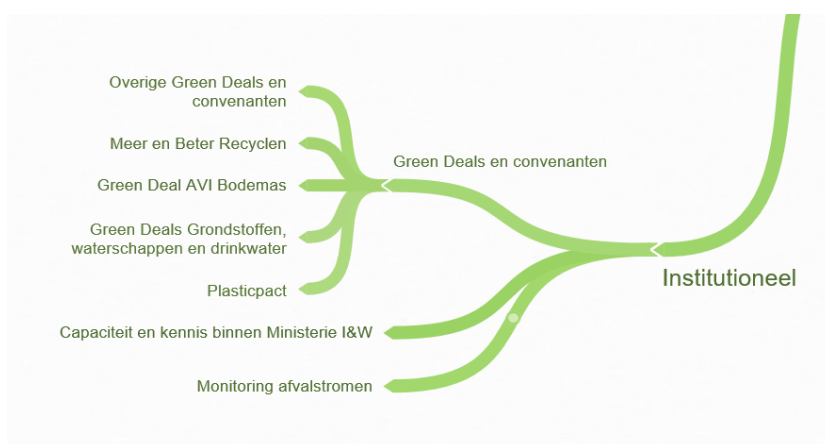 Overige Green Deals en
convenanten
Meer en Beter Recyclen
Green Deals en convenanten
Green Deal AVI Bodemas
Green Deals Grondstoffen,
waterschappen en drinkwater
Institutioneel
Plasticpact
Capaciteit en kennis binnen Ministerie I&W
Monitoring afvalstromen